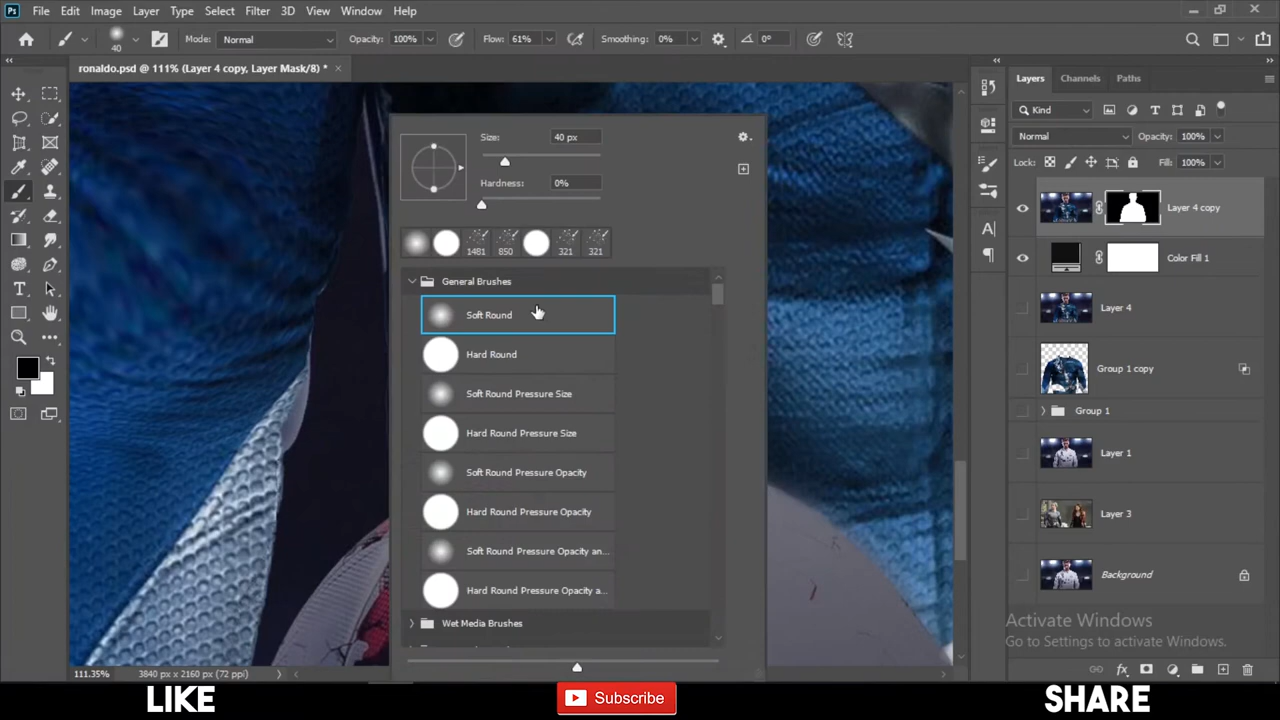 Ps File Edit Image Layer Type Select Filter 3D View Window Help
40 Mode: Normal Opacity: 100% Flow: 61% Smoothing: 0% 0°
ronaldo.psd @ 111% (Layer 4 copy, Layer Mask/8) *
Layers Channels Paths
Kind
Normal Opacity: 100%
Lock: Fill: 100%
Size: 40 px
Hardness: 0%
1481 850 321 321
General Brushes
Soft Round
Hard Round
Soft Round Pressure Size
Hard Round Pressure Size
Soft Round Pressure Opacity
Hard Round Pressure Opacity
Soft Round Pressure Opacity an...
Hard Round Pressure Opacity a...
Wet Media Brushes
Layer 4 copy
Color Fill 1
Layer 4
Group 1 copy
Group 1
Layer 1
Layer 3
Background
Activate Windows
Go to Settings to activate Windows.
111.35% 3840 px x 2160 px (72 ppi)
LIKE
Subscribe
SHARE